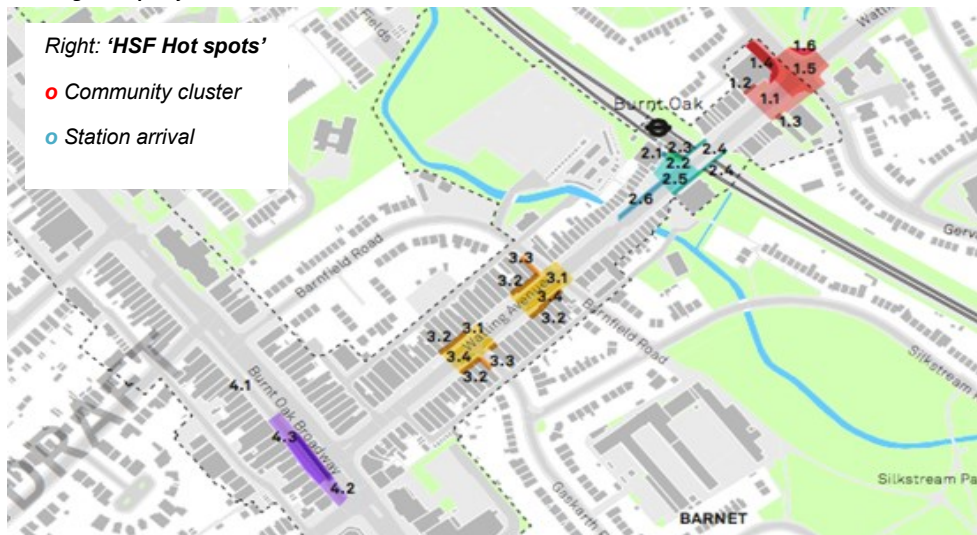 Right: ‘HSF Hot spots’
o Community cluster
o Station arrival
Fields
Watli
1.6
1.4
1.5
1.2
1.1
1.3
Burnt Oak
2.1
2.3
2.4
2.2
2.4
2.5
2.6
Gerva
3.3
3.2
3.1
3.4
3.2
Barnfield Road
Watling Avenue
Barnfield Road
3.2
3.1
3.4
3.3
3.2
Silkstream
4.1
Burnt Oak Broadway
4.3
4.2
DRAFT
Gaskarth
Silkstream Pa
BARNET